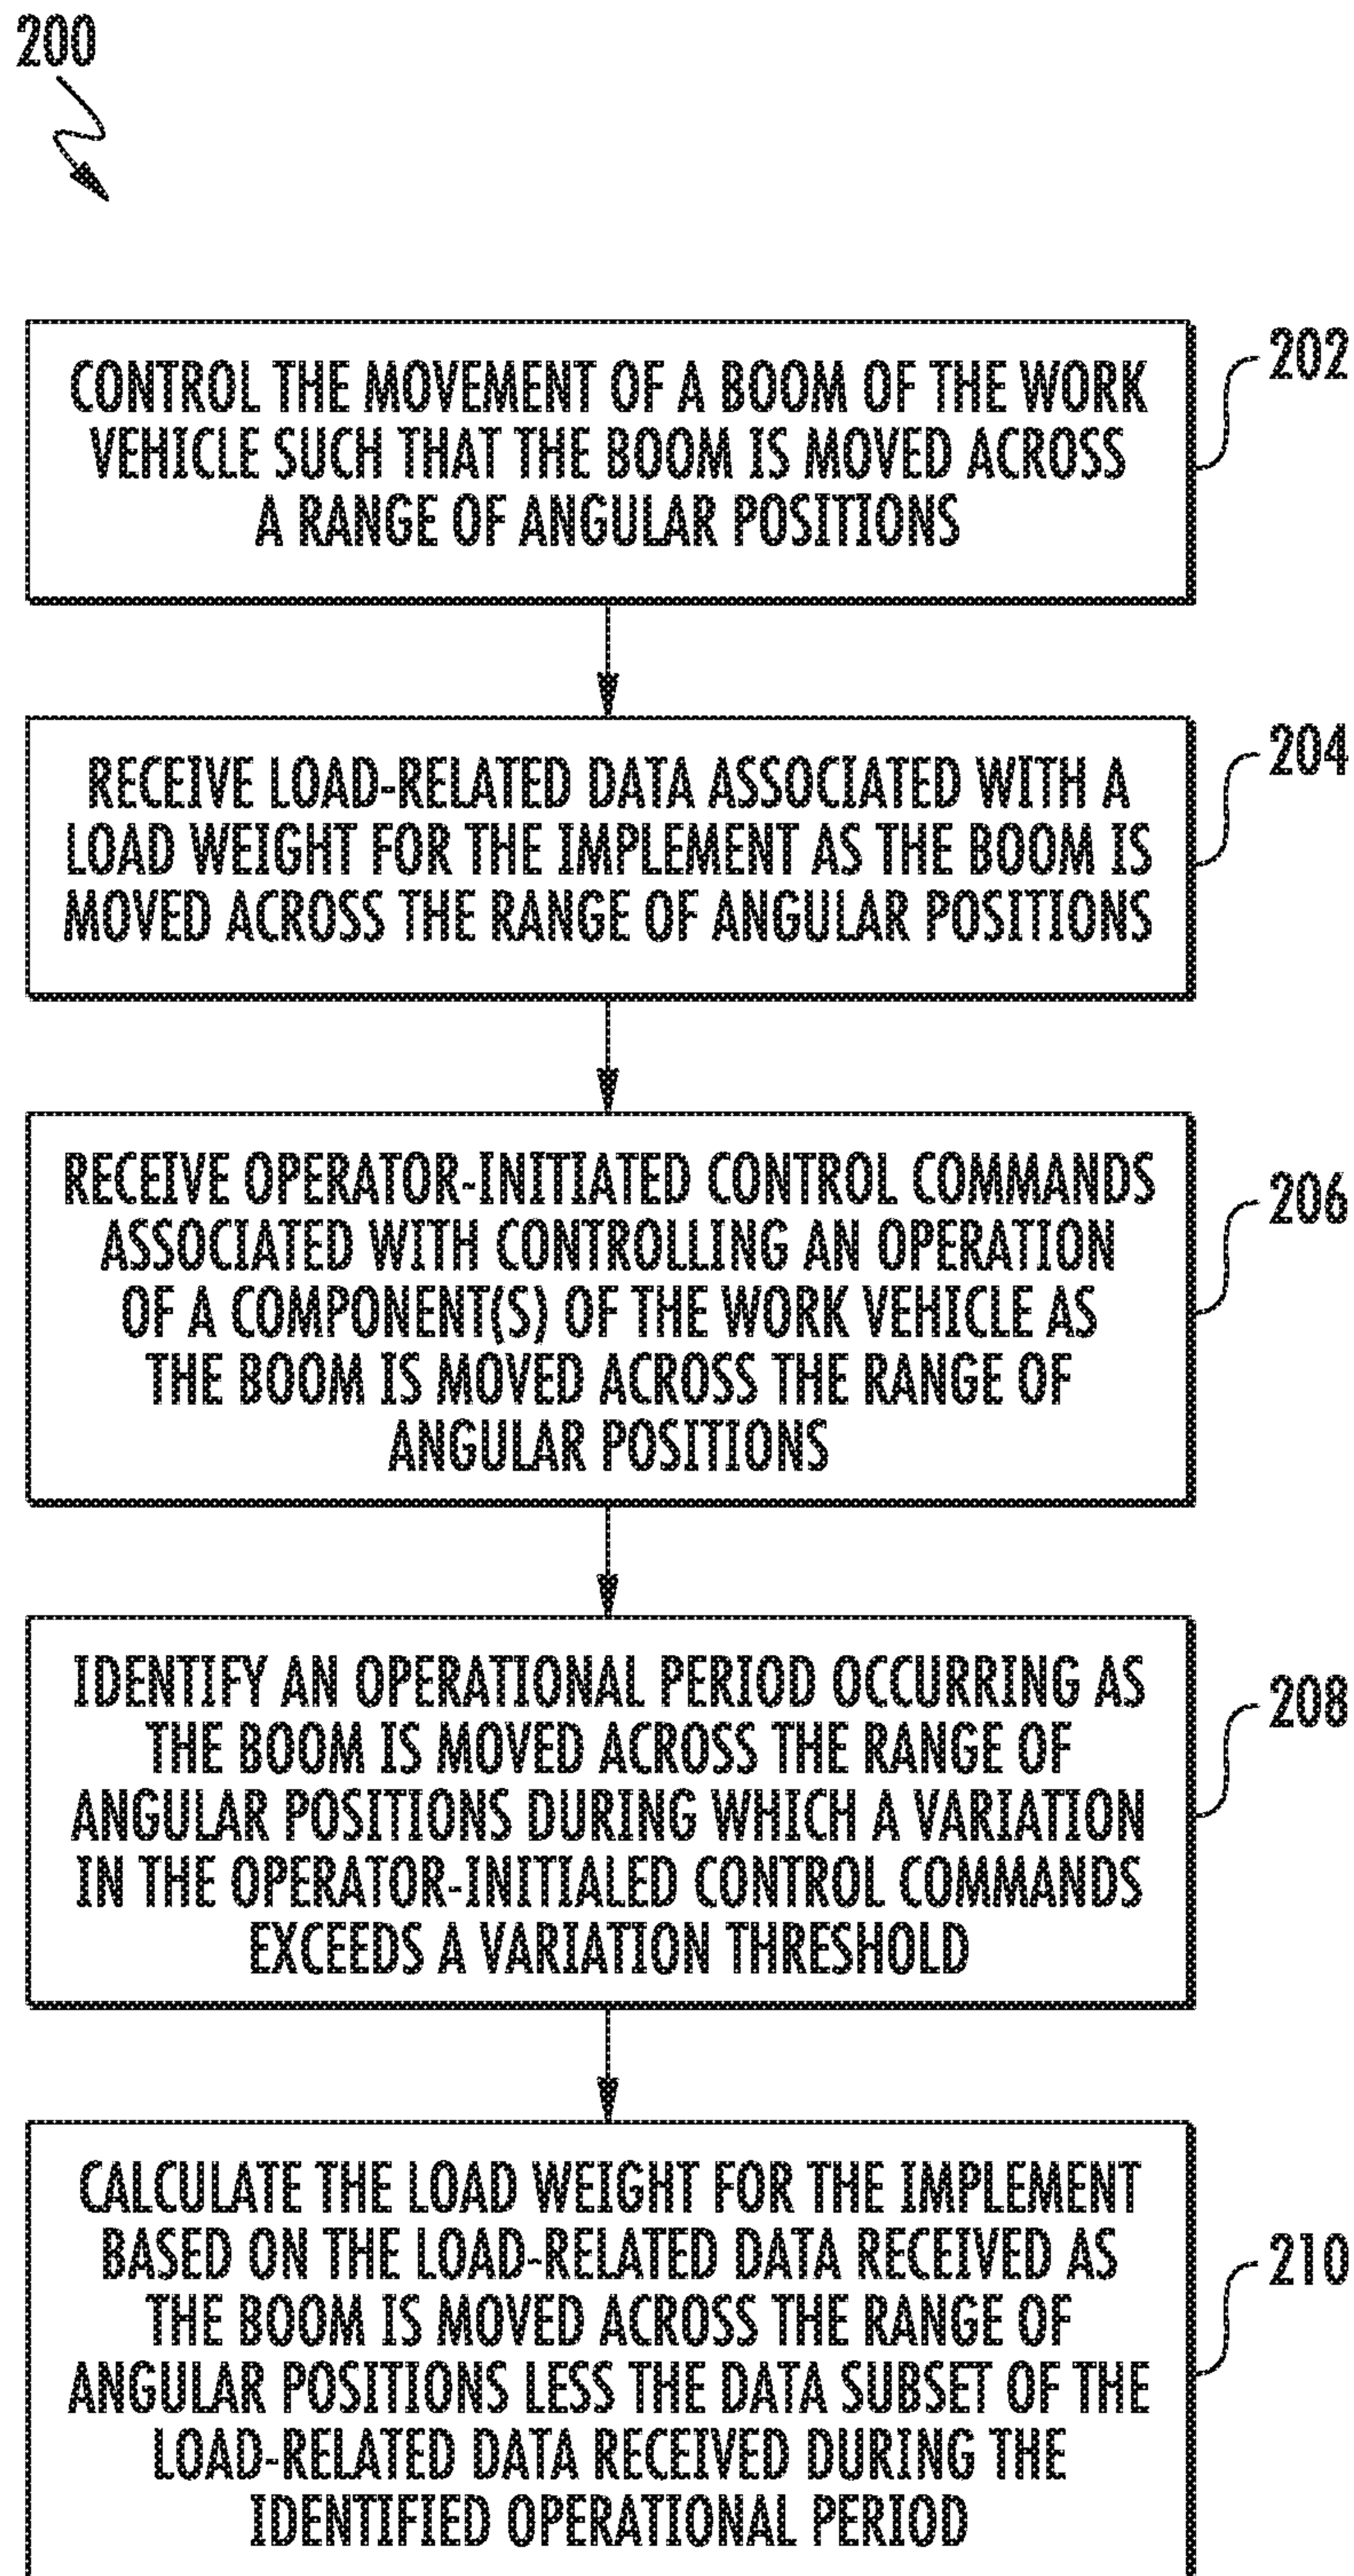 200
CONTROL THE MOVEMENT OF A BOOM OF THE WORK
VEHICLE SUCH THAT THE BOOM IS MOVED ACROSS
A RANGE OF ANGULAR POSITIONS
202
RECEIVE LOAD-RELATED DATA ASSOCIATED WITH A
LOAD WEIGHT FOR THE IMPLEMENT AS THE BOOM IS
MOVED ACROSS THE RANGE OF ANGULAR POSITIONS
204
RECEIVE OPERATOR-INITIATED CONTROL COMMANDS
ASSOCIATED WITH CONTROLLING AN OPERATION
OF A COMPONENT(S) OF THE WORK VEHICLE AS
THE BOOM IS MOVED ACROSS THE RANGE OF
ANGULAR POSITIONS
206
IDENTIFY AN OPERATIONAL PERIOD OCCURRING AS
THE BOOM IS MOVED ACROSS THE RANGE OF
ANGULAR POSITIONS DURING WHICH A VARIATION
IN THE OPERATOR-INITIALED CONTROL COMMANDS
EXCEEDS A VARIATION THRESHOLD
208
CALCULATE THE LOAD WEIGHT FOR THE IMPLEMENT
BASED ON THE LOAD-RELATED DATA RECEIVED AS
THE BOOM IS MOVED ACROSS THE RANGE OF
ANGULAR POSITIONS LESS THE DATA SUBSET OF THE
LOAD-RELATED DATA RECEIVED DURING THE
IDENTIFIED OPERATIONAL PERIOD
210